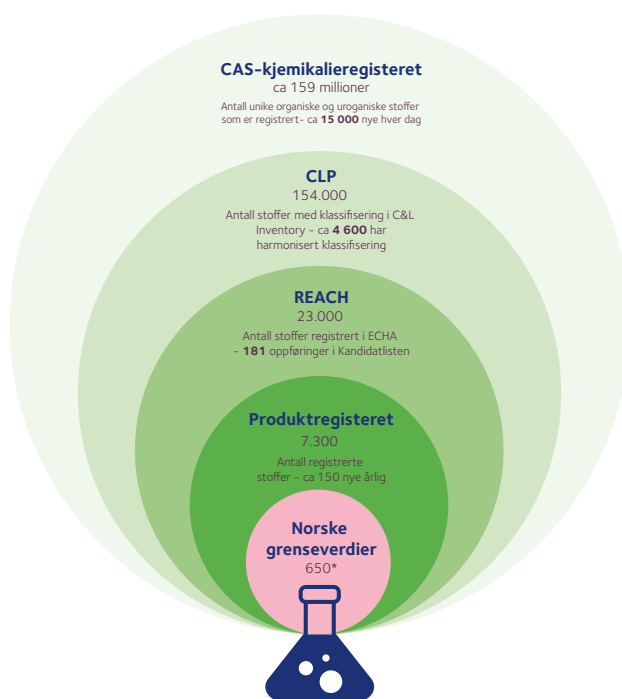 CAS-kjemikalieregisteret
ca 159 millioner
Antall unike organiske og uroganiske stoffer
som er registrert- ca 15 000 nye hver dag
CLP
154.000
Antall stoffer med klassifisering i C&L
Inventory - ca 4 600 har
harmonisert klassifisering
REACH
23.000
Antall stoffer registrert i ECHA
- 181 oppføringer i Kandidatlisten
Produktregisteret
7.300
Antall registrerte
stoffer - ca 150 nye årlig
Norske
grenseverdier
650*